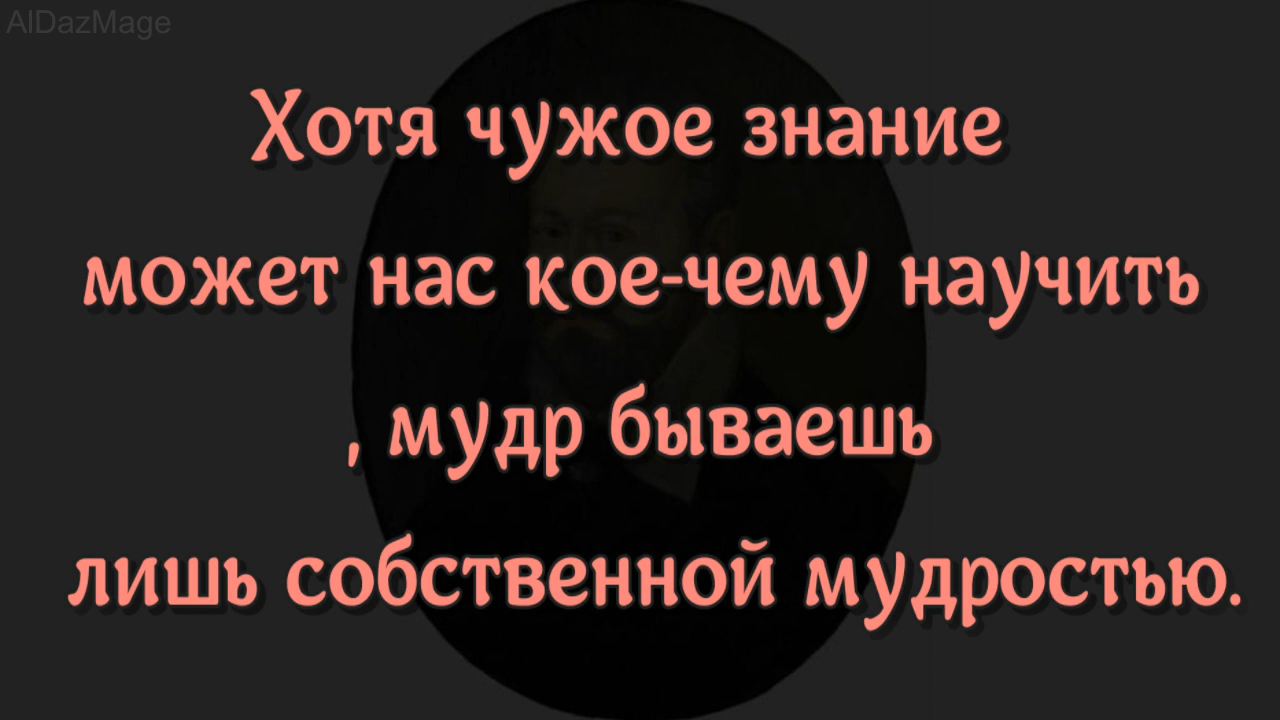 AlDazMage
Хотя чужое знание
может нас кое-чему научить
, мудр бываешь
лишь собственной мудростью.